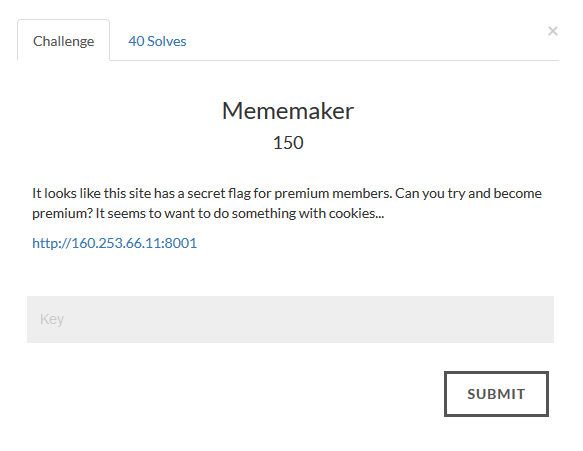 Challenge
40 Solves
×
Mememaker
150
It looks like this site has a secret flag for premium members. Can you try and become
premium? It seems to want to do something with cookies...
http://160.253.66.11:8001
Key
SUBMIT